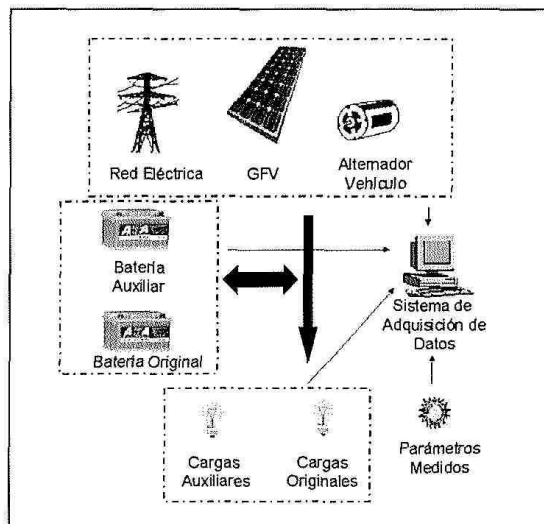 Red Eléctrica
GFV
Alternador
Vehículo
Batería
Auxiliar
Batería Original
Sistema de
Adquisición de
Datos
Cargas
Auxiliares
Cargas
Originales
Parámetros
Medidos